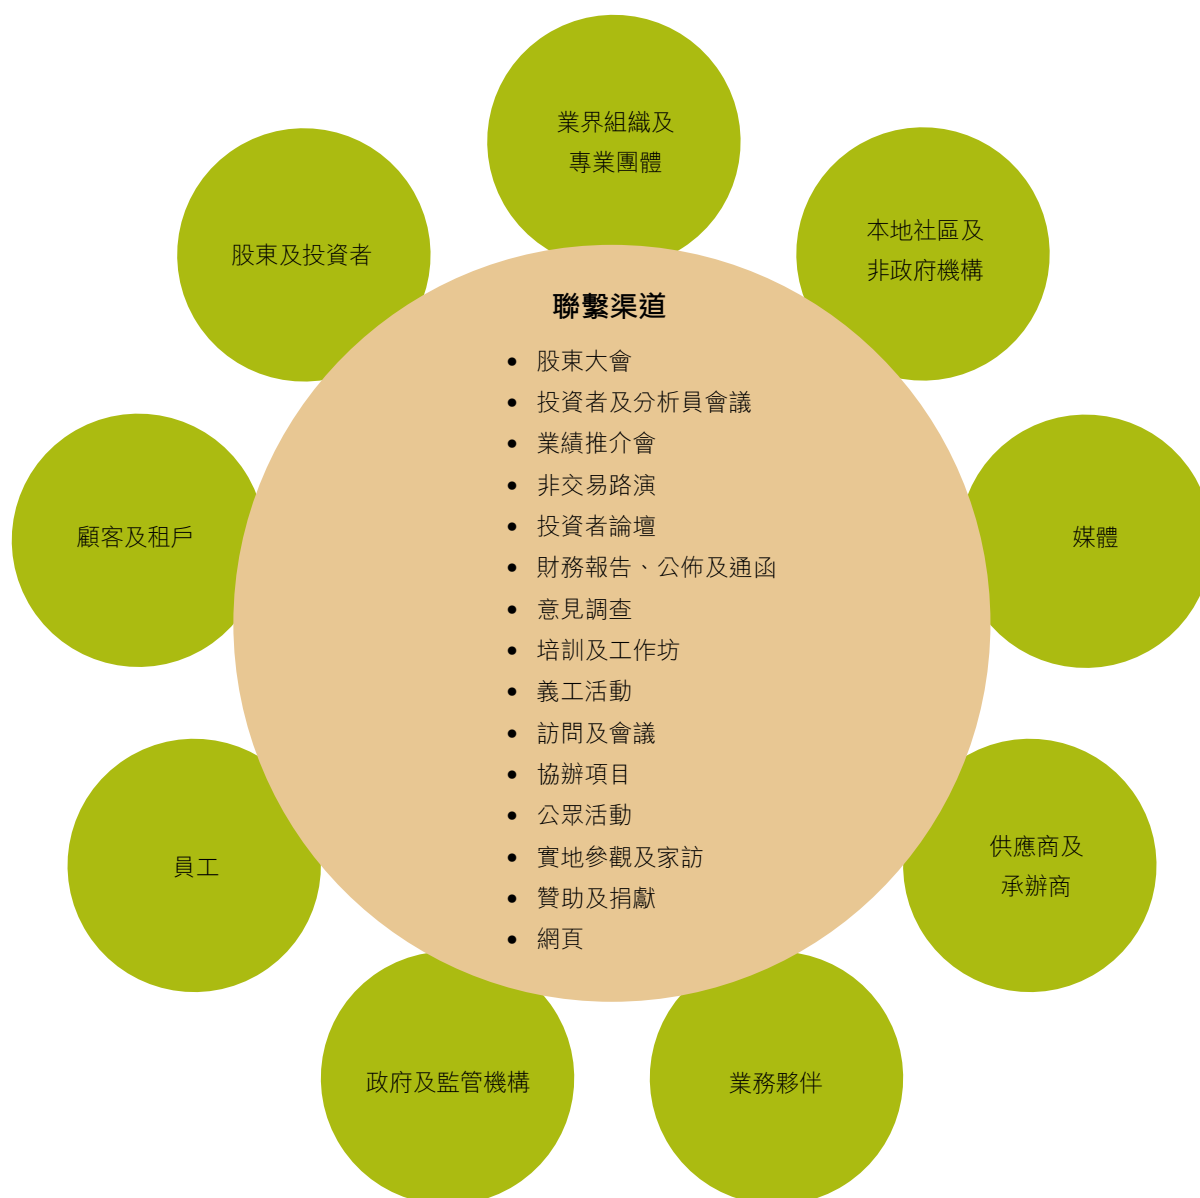 業界組織及
專業團體
本地社區及
非政府機構
股東及投資者
聯繫渠道
• 股東大會
• 投資者及分析員會議
• 業績推介會
• 非交易路演
• 投資者論壇
• 財務報告、公佈及通函
• 意見調查
• 培訓及工作坊
• 義工活動
• 訪問及會議
• 協辦項目
• 公眾活動
• 實地參觀及家訪
• 贊助及捐獻
• 網頁
顧客及租戶
媒體
員工
供應商及
承辦商
政府及監管機構
業務夥伴